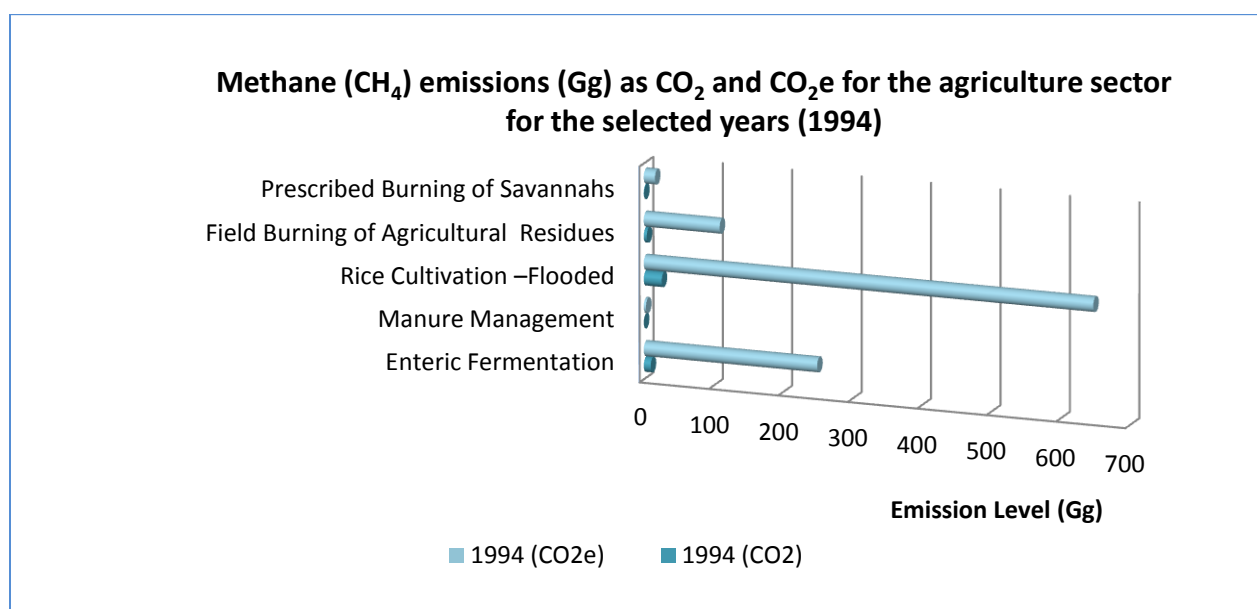 Methane (CH₄) emissions (Gg) as CO₂ and CO₂e for the agriculture sector
for the selected years (1994)
Prescribed Burning of Savannahs
Field Burning of Agricultural Residues
Rice Cultivation –Flooded
Manure Management
Enteric Fermentation
0 100 200 300 400 500 600 700
Emission Level (Gg)
1994 (CO2e) 1994 (CO2)